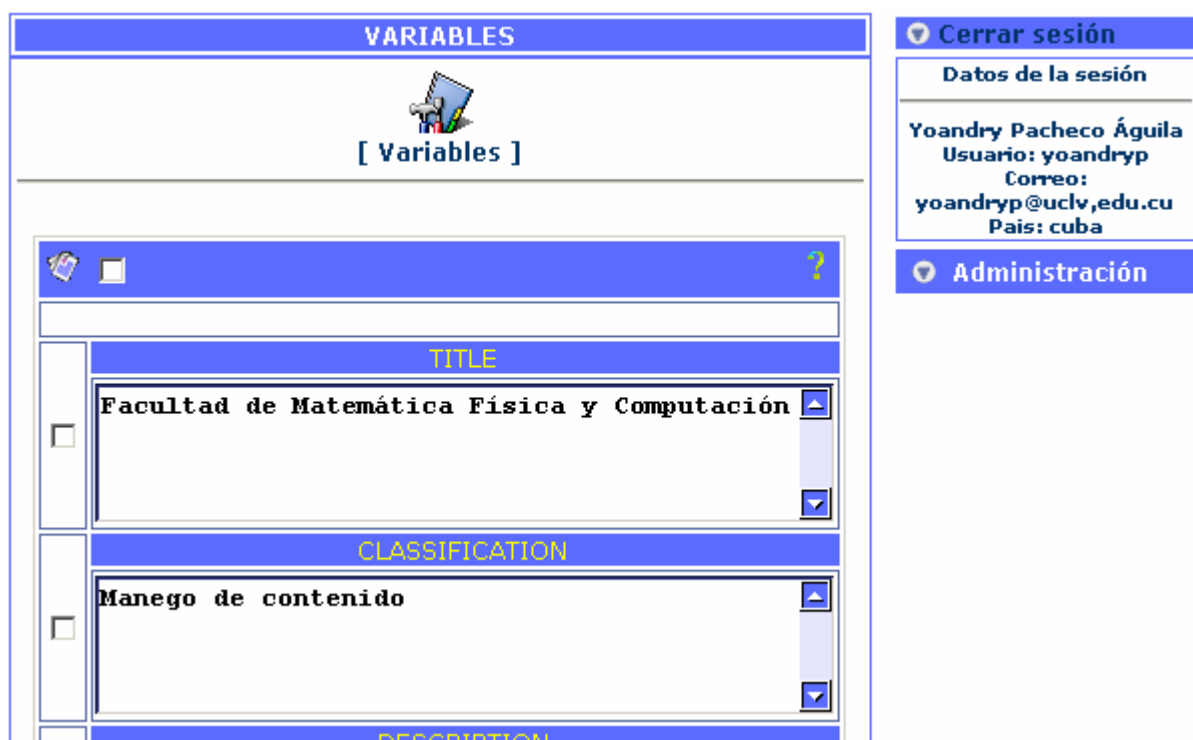 VARIABLES
[ Variables ]
?
TITLE
Facultad de Matemática Física y Computación
CLASSIFICATION
Manego de contenido
DESCRIPTION
Cerrar sesión
Datos de la sesión
Yoandry Pacheco Águila
Usuario: yoandryp
Correo:
yoandryp@uclv,edu.cu
Pais: cuba
Administración